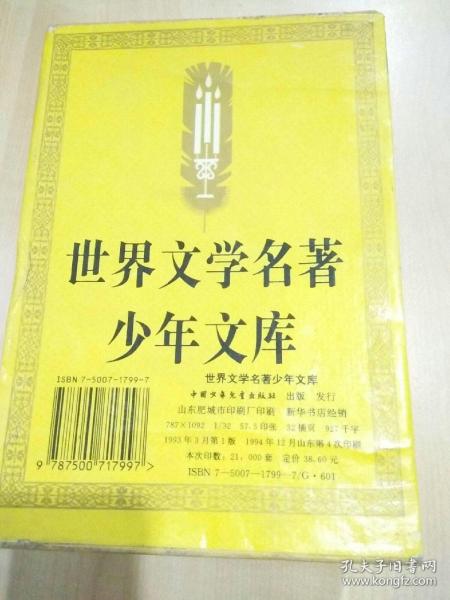 世界文学名著
少年文库
ISBN 7-5007-1799-7
9 787500 717997 >
世界文学名著少年文库
中国少年儿童出版社 出版 发行
山东肥城市印刷厂印刷 新华书店经销
787×1092 1/32 57.5印张 32插页 927千字
1993年3月第1版 1994年12月山东第4次印刷
本次印数:21,000套 定价 38.60元
ISBN 7—5007—1799—7/G·601
孔夫子旧书网
www.kongfz.com